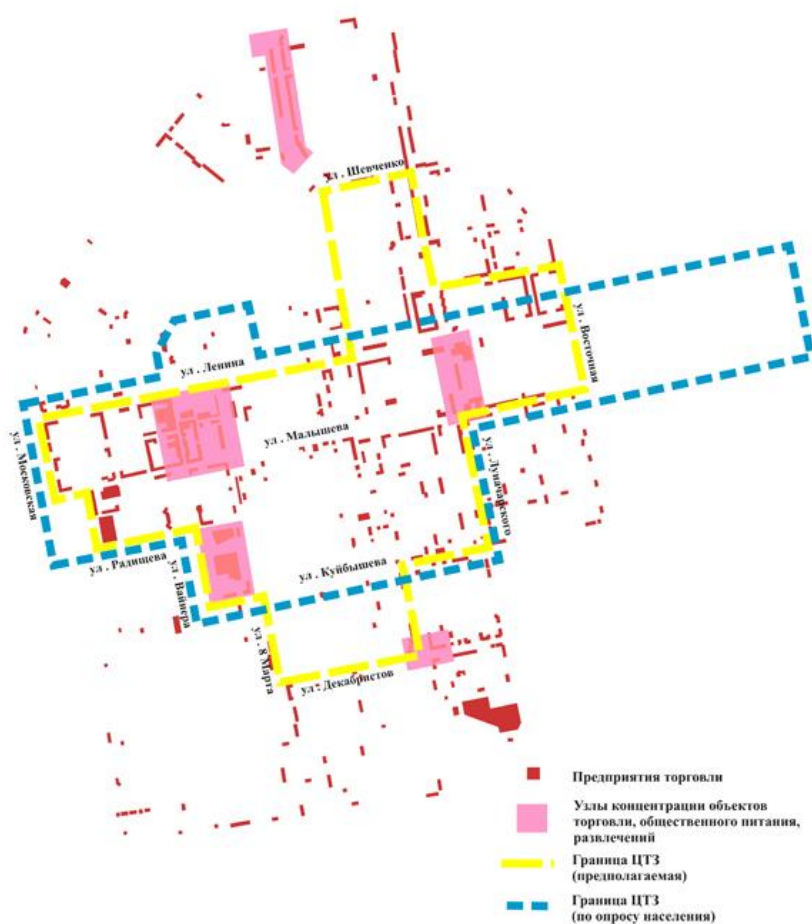 ул . Шевченко
ул . Восточная
ул . Ленина
ул . Малышева
ул . Московская
ул . Луначарского
ул . Радищева
ул . Куйбышева
ул . Вайнера
ул . 8 Марта
ул . Декабристов
Предприятия торговли
Узлы концентрации объектов
торговли, общественного питания,
развлечений
Граница ЦТЗ
(предполагаемая)
Граница ЦТЗ
(по опросу населения)